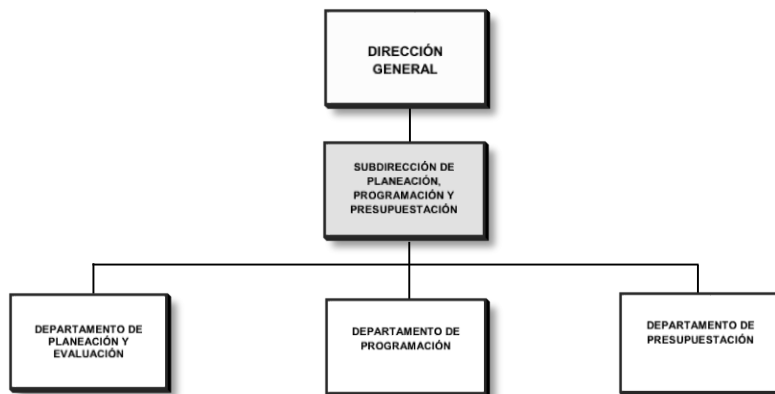 DIRECCIÓN
GENERAL
SUBDIRECCIÓN DE
PLANEACIÓN,
PROGRAMACIÓN Y
PRESUPUESTACIÓN
DEPARTAMENTO DE
PLANEACIÓN Y
EVALUACIÓN
DEPARTAMENTO DE
PROGRAMACIÓN
DEPARTAMENTO DE
PRESUPUESTACIÓN